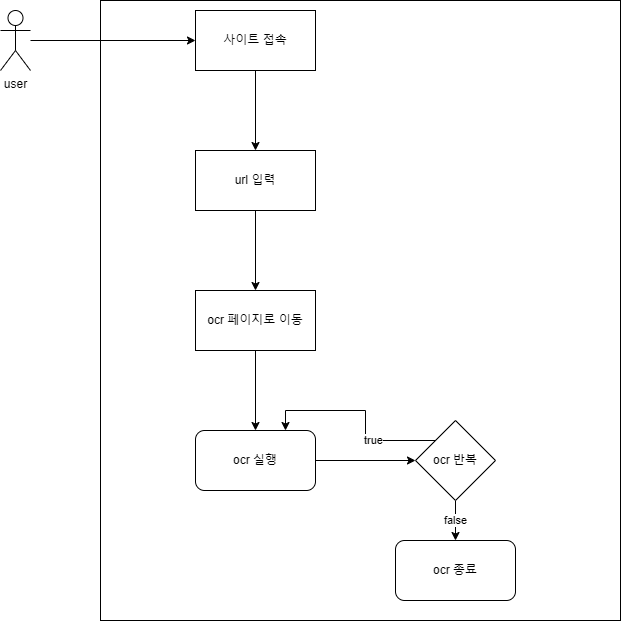 사이트 접속
user
url 입력
ocr 페이지로 이동
true
ocr 실행
ocr 반복
false
ocr 종료